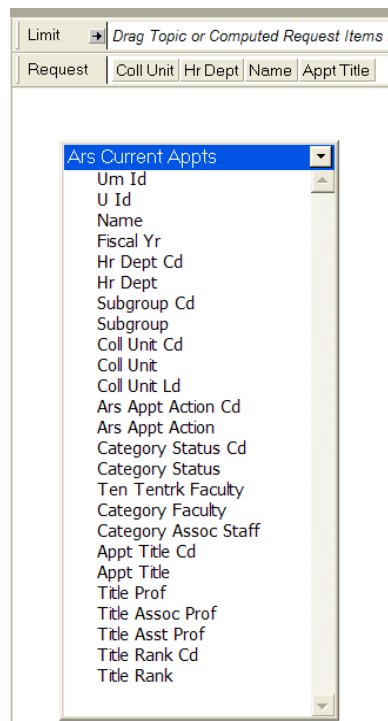 Limit Drag Topic or Computed Request Items
Request Coll Unit Hr Dept Name Appt Title
Ars Current Appts
Um Id
U Id
Name
Fiscal Yr
Hr Dept Cd
Hr Dept
Subgroup Cd
Subgroup
Coll Unit Cd
Coll Unit
Coll Unit Ld
Ars Appt Action Cd
Ars Appt Action
Category Status Cd
Category Status
Ten Tentrk Faculty
Category Faculty
Category Assoc Staff
Appt Title Cd
Appt Title
Title Prof
Title Assoc Prof
Title Asst Prof
Title Rank Cd
Title Rank